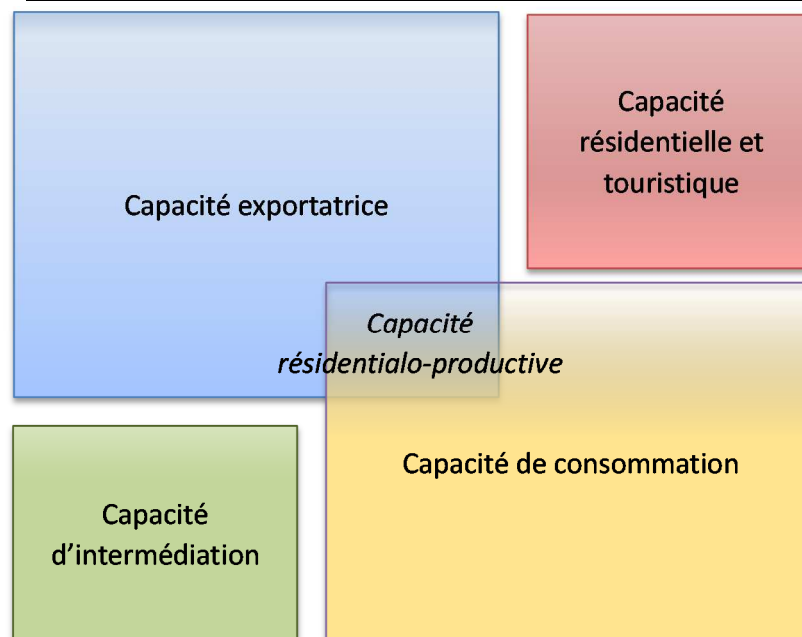 Capacité
résidentielle et
touristique
Capacité exportatrice
Capacité
résidentialo-productive
Capacité de consommation
Capacité
d’intermédiation